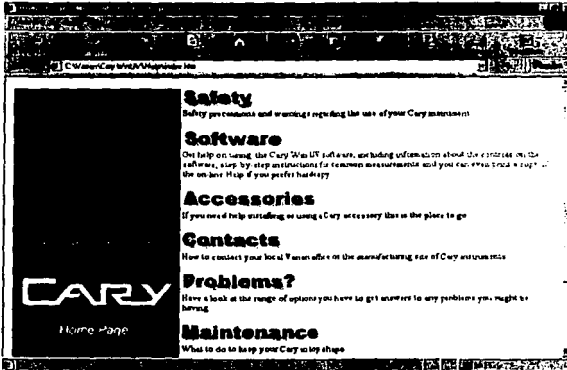 Safety
Safety precautions and warnings regarding the use of your Cary instrument
Software
Get help on using the Cary Win UV software, including information about the controls on the
software, step-by-step instructions for common measurements and you can even print a copy of
the on-line Help if you prefer hardcopy
Accessories
If you need help installing or using a Cary accessory this is the place to go
Contacts
How to contact your local Varian office or the manufacturing site of Cary instruments
Problems?
Have a look at the range of options you have to get answers to any problems you might be
having
CARY
Home Page
Maintenance
What to do to keep your Cary in top shape